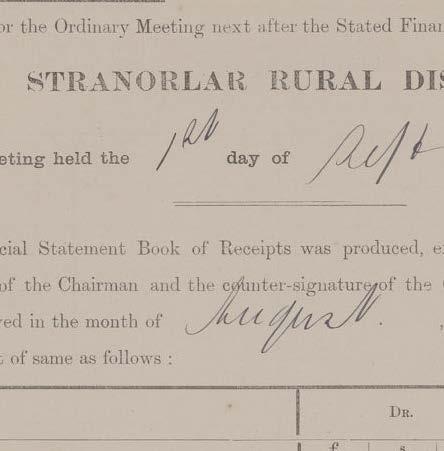 or the Ordinary Meeting next after the Stated Finan
STRANORLAR RURAL DIS
eeting held the 1st day of Sept
cial Statement Book of Receipts was produced, e
of the Chairman and the counter-signature of the
ved in the month of August. ,
t of same as follows :
DR.
£ s.